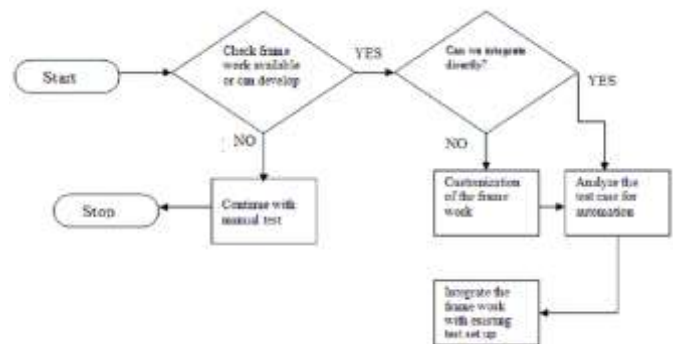 Check frame
work available
or can develop
YES
Can we integrate
directly?
Start
YES
NO
NO
Continue with
manual test
Customization
of the frame
work
Analyze the
test case for
automation
Stop
Integrate the
frame work
with existing
test set up